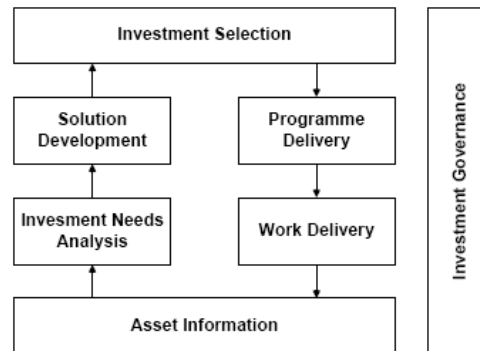 Investment Selection
Solution
Development
Programme
Delivery
Invesment Needs
Analysis
Work Delivery
Asset Information
Investment Governance